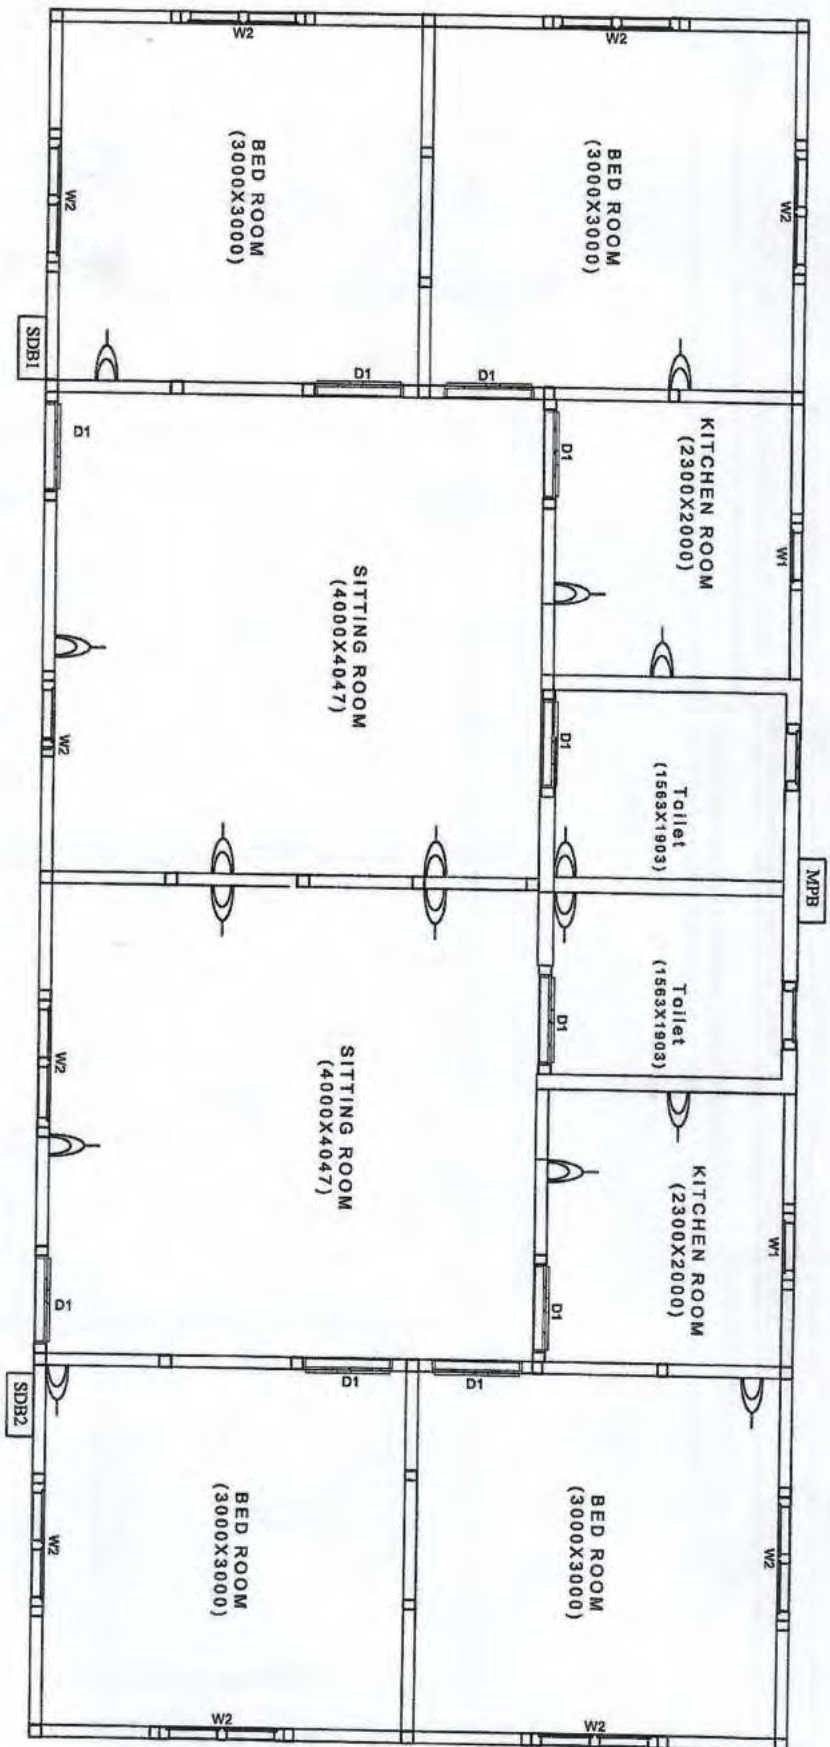 W2
W2
BED ROOM
(3000X3000)
BED ROOM
(3000X3000)
W2
W2
SDB1
D1
D1
D1
D1
KITCHEN ROOM
(2300X2000)
W1
SITTING ROOM
(4000X4047)
W2
D1
Toilet
(1563X1903)
MPB
Toilet
(1563X1903)
D1
SITTING ROOM
(4000X4047)
W2
KITCHEN ROOM
(2300X2000)
W1
D1
D1
D1
D1
SDB2
BED ROOM
(3000X3000)
BED ROOM
(3000X3000)
W2
W2
W2
W2